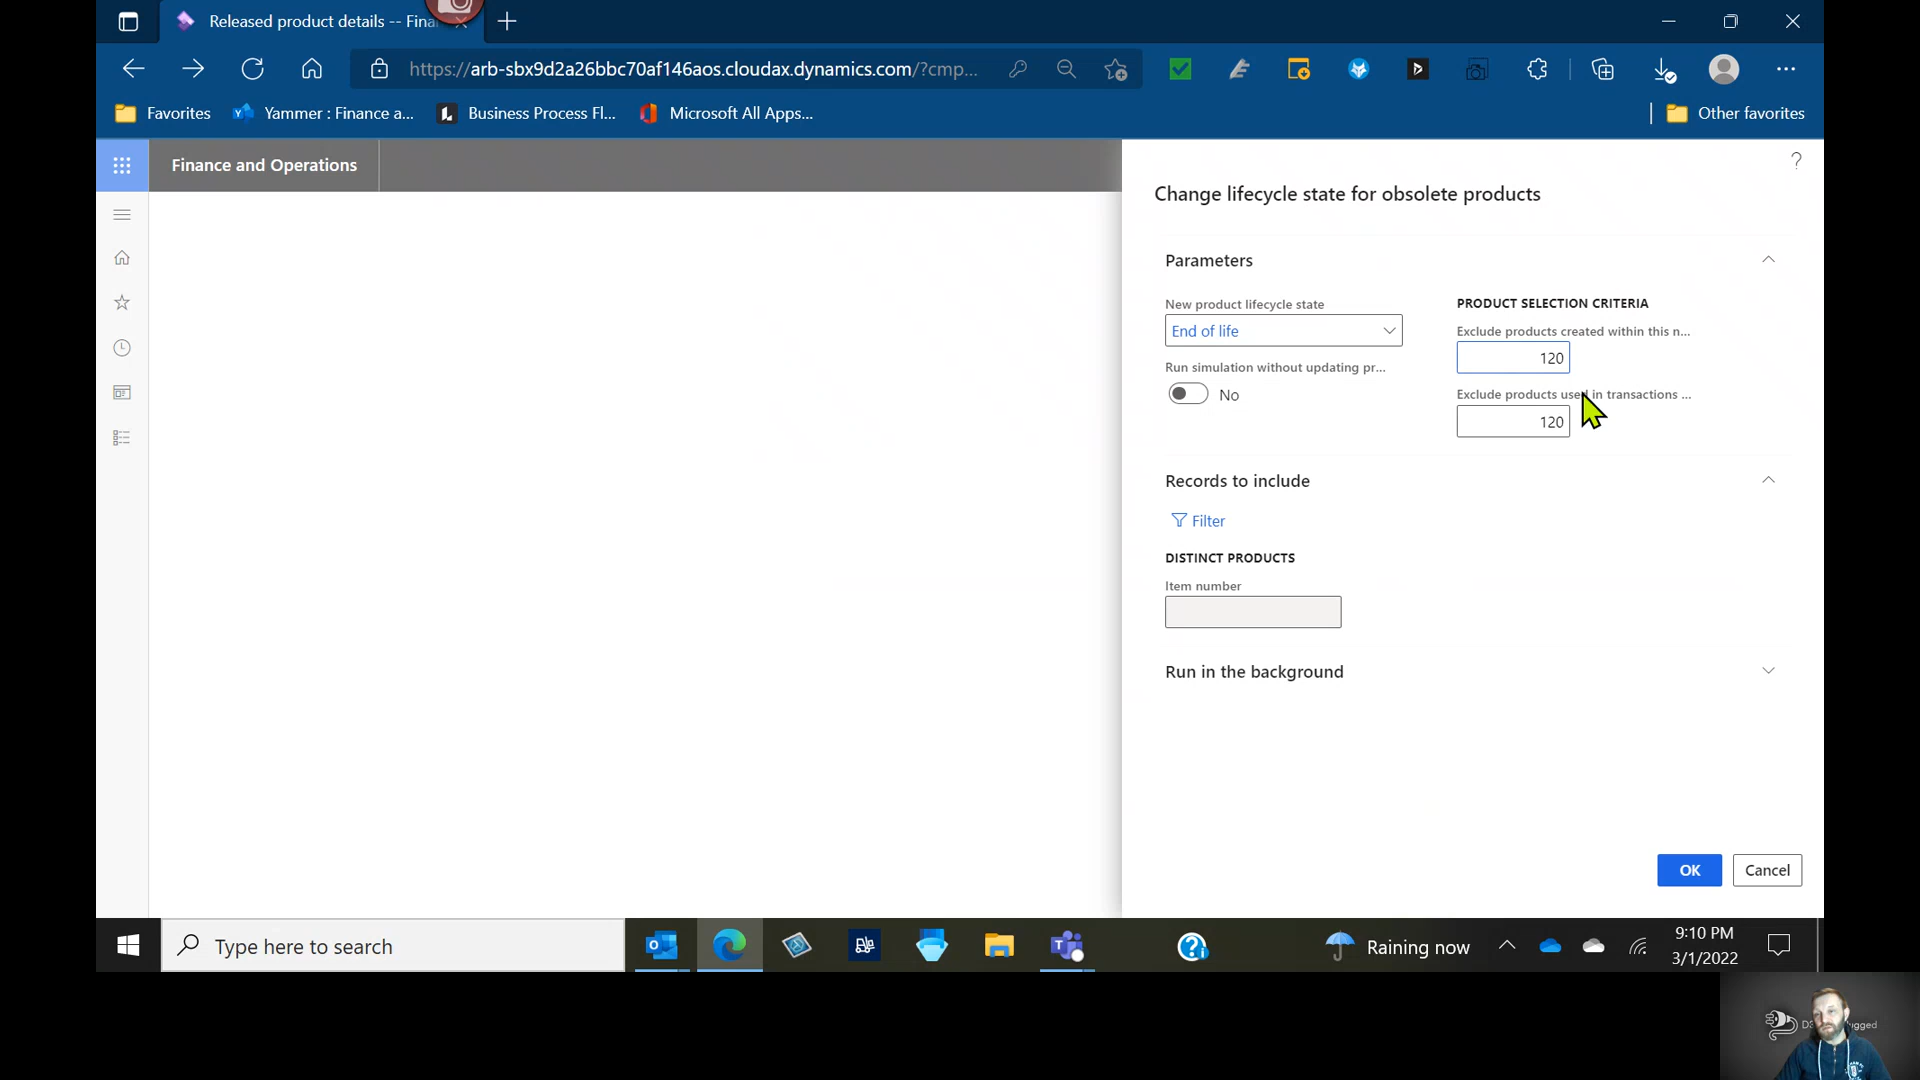 Released product details -- Fina
https://arb-sbx9d2a26bbc70af146aos.cloudax.dynamics.com/?cmp...
Favorites
Yammer : Finance a...
Business Process Fl...
Microsoft All Apps...
Other favorites
Finance and Operations
?
Change lifecycle state for obsolete products
Parameters
New product lifecycle state
End of life
Run simulation without updating pr...
No
PRODUCT SELECTION CRITERIA
Exclude products created within this n...
120
Exclude products used in transactions ...
120
Records to include
Filter
DISTINCT PRODUCTS
Item number
Run in the background
OK
Cancel
Type here to search
Raining now
9:10 PM
3/1/2022